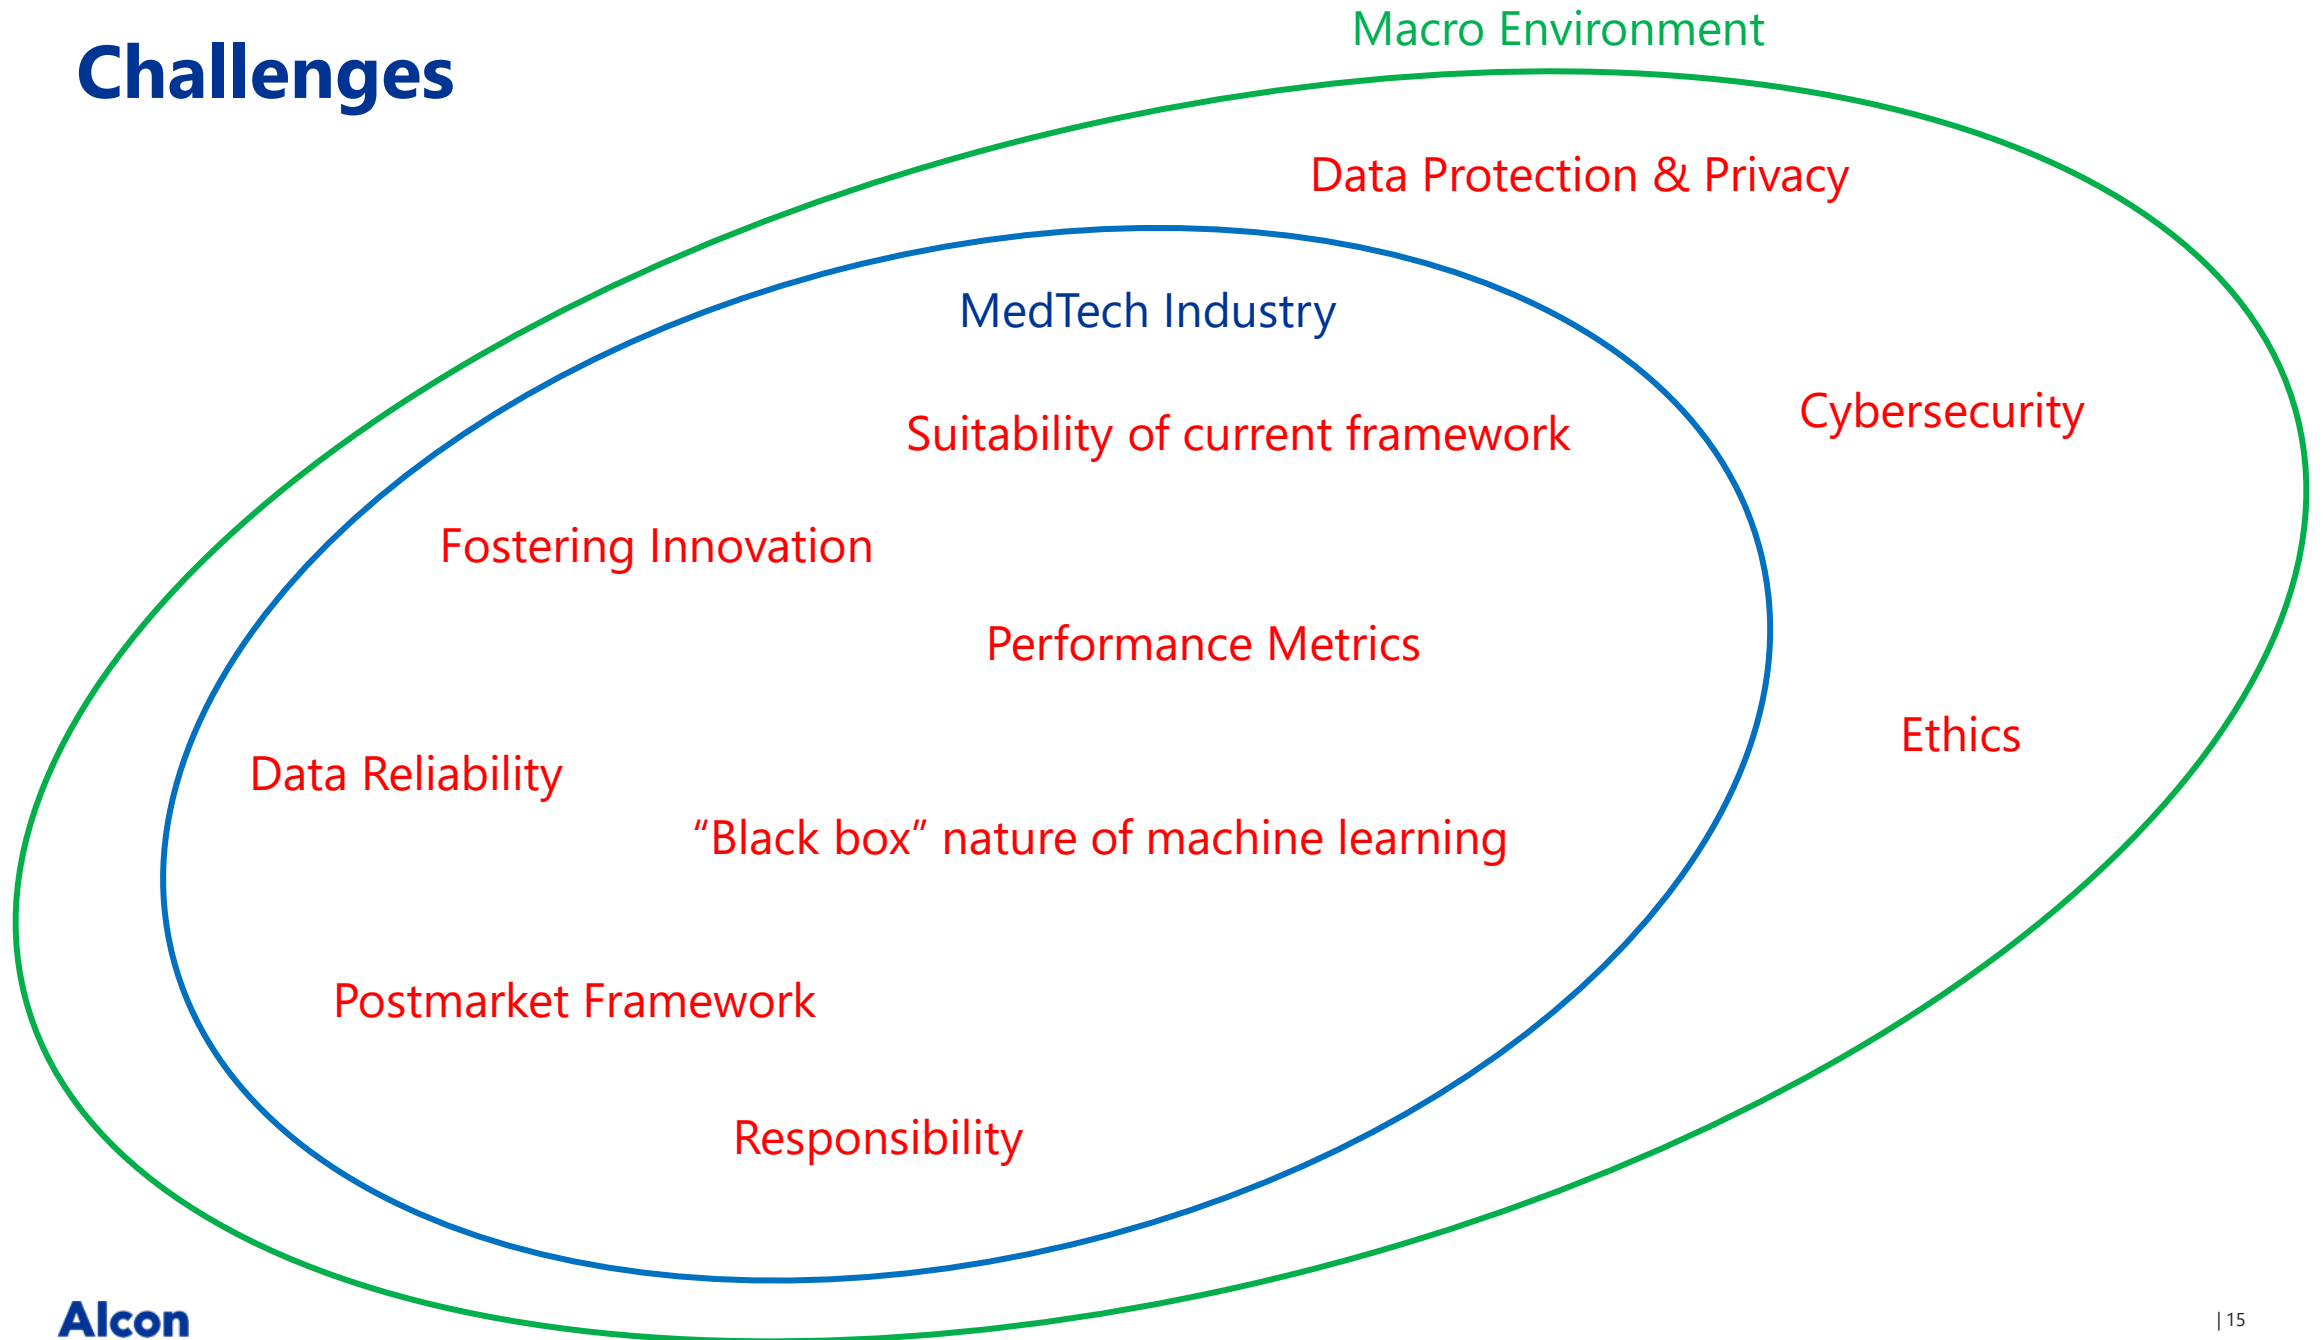 Macro Environment
Challenges
Data Protection & Privacy
MedTech Industry
Cybersecurity
Suitability of current framework
Fostering Innovation
Performance Metrics
Ethics
Data Reliability
“Black box” nature of machine learning
Postmarket Framework
Responsibility
Alcon
| 15